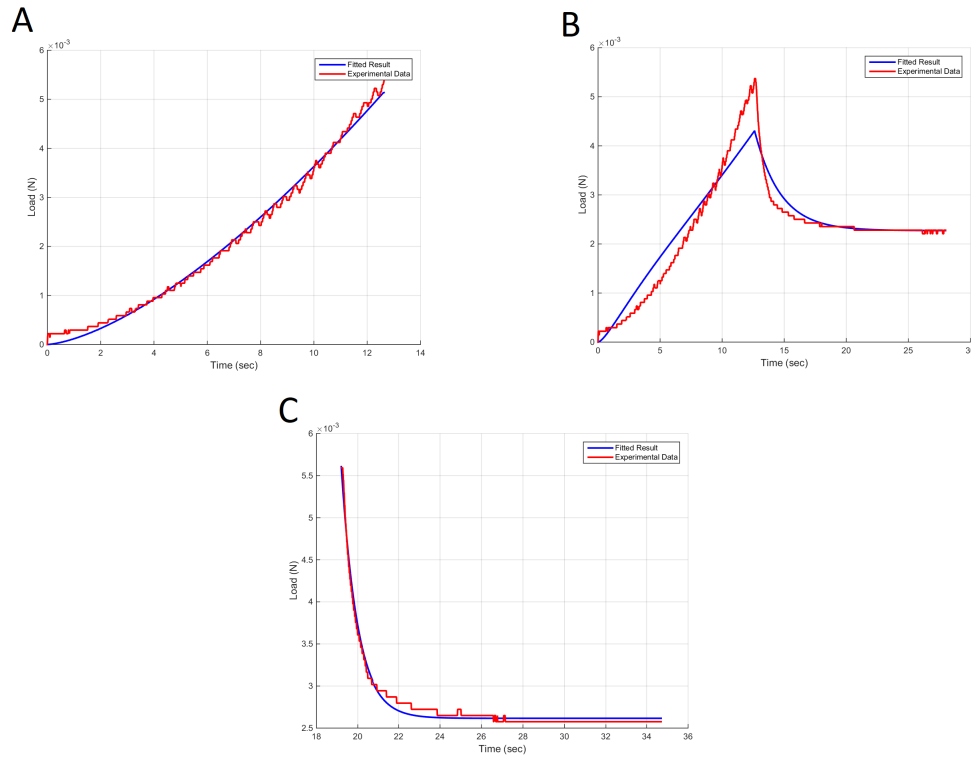 A
×10⁻³
6
5
4
3
2
1
0
0 2 4 6 8 10 12 14
Load (N)
Time (sec)
Fitted Result
Experimental Data
B
×10⁻³
6
5
4
3
2
1
0
0 5 10 15 20 25 30
Load (N)
Time (sec)
Fitted Result
Experimental Data
C
×10⁻³
6
5.5
5
4.5
4
3.5
3
2.5
18 20 22 24 26 28 30 32 34 36
Load (N)
Time (sec)
Fitted Result
Experimental Data